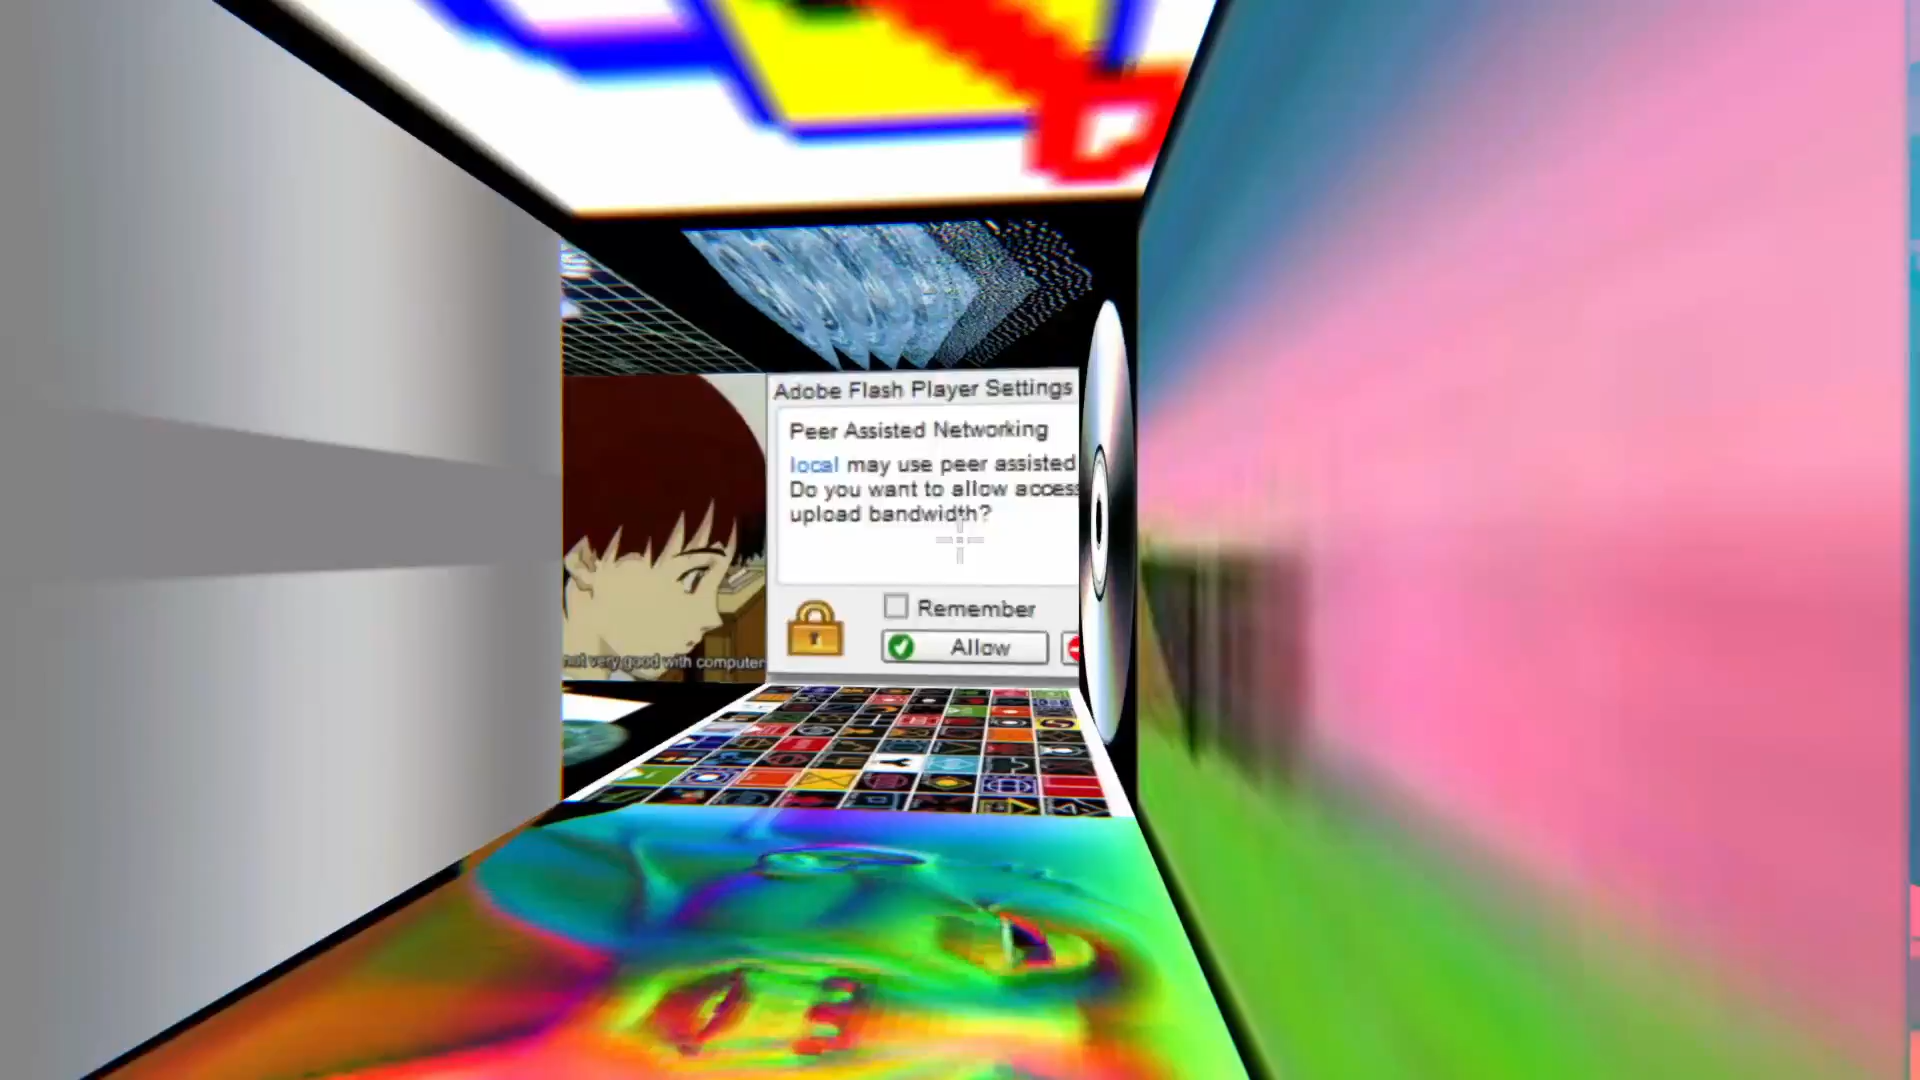 Adobe Flash Player Settings
Peer Assisted Networking
local may use peer assisted
Do you want to allow access
upload bandwidth?
Remember
Allow
not very good with computer